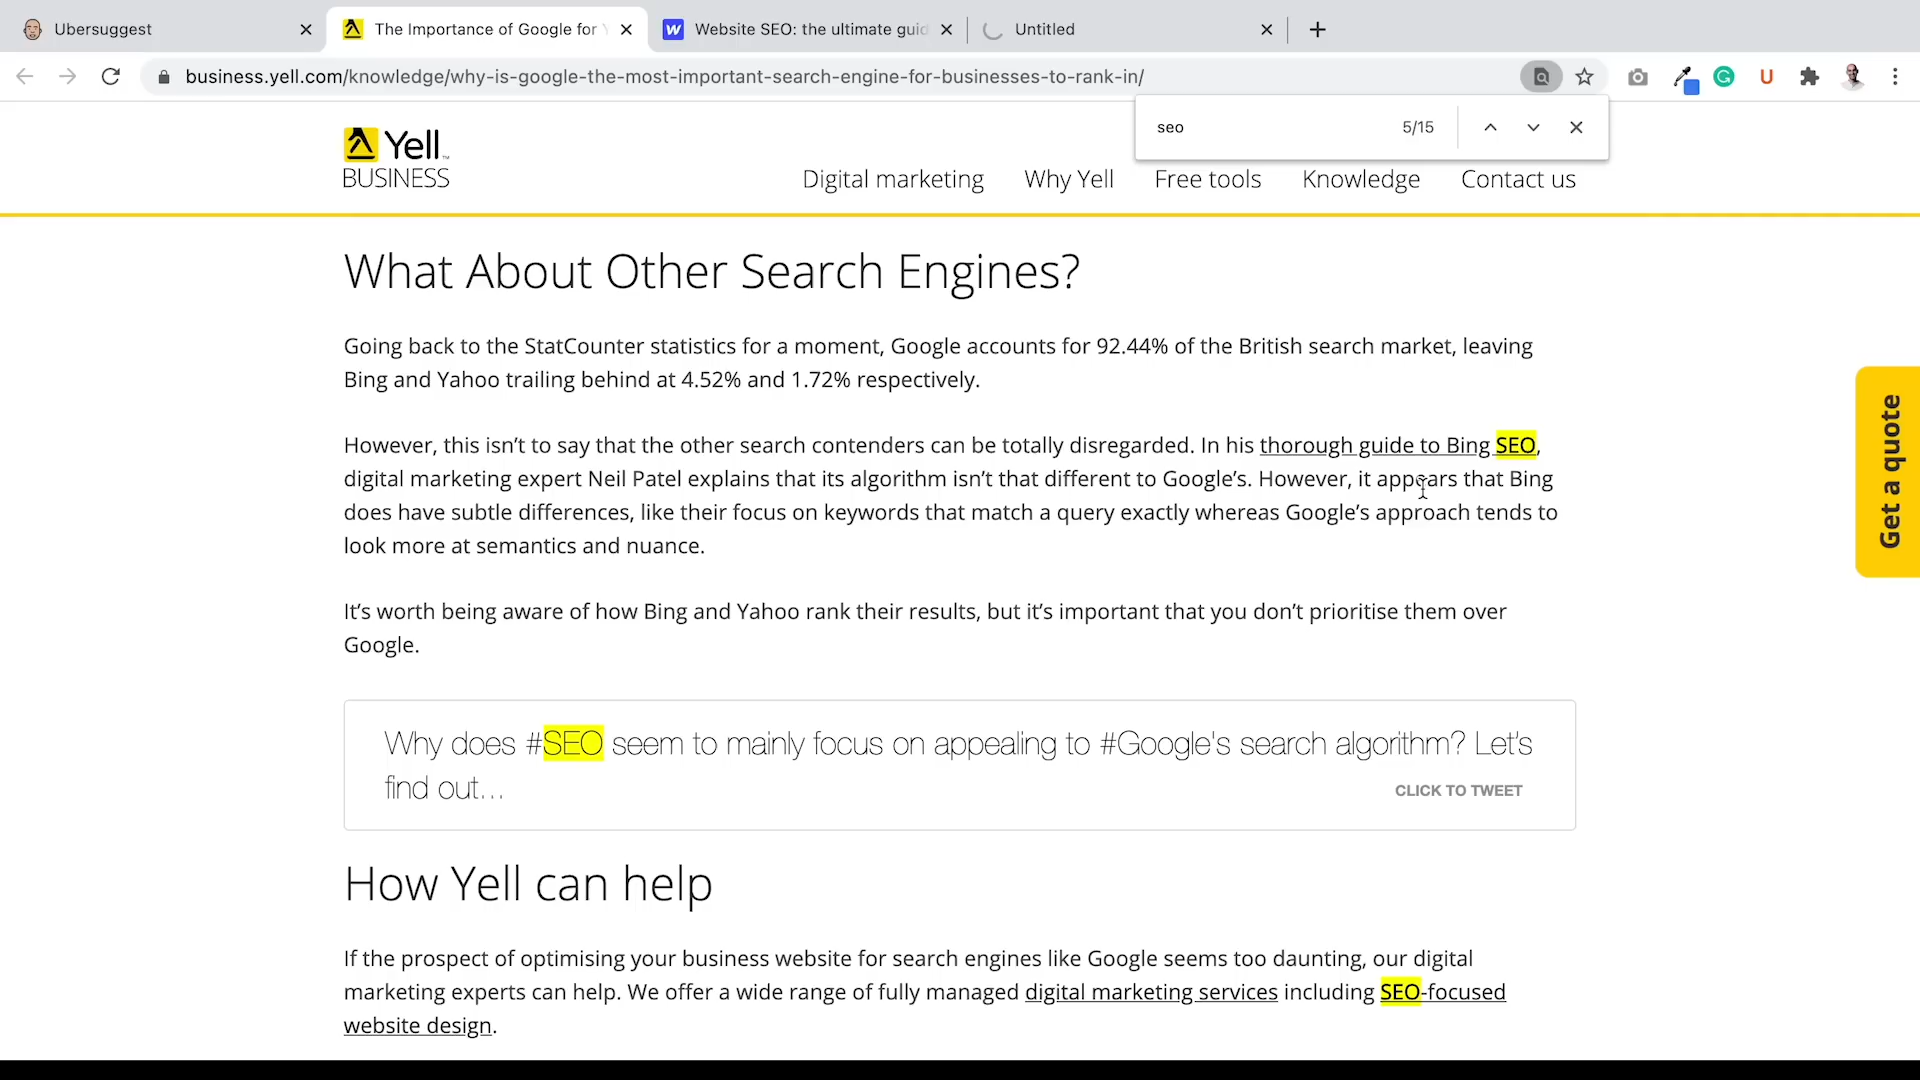 Ubersuggest
The Importance of Google for Y
Website SEO: the ultimate guid
Untitled
business.yell.com/knowledge/why-is-google-the-most-important-search-engine-for-businesses-to-rank-in/
seo
5/15
Yell
BUSINESS
Digital marketing
Why Yell
Free tools
Knowledge
Contact us
What About Other Search Engines?
Going back to the StatCounter statistics for a moment, Google accounts for 92.44% of the British search market, leaving
Bing and Yahoo trailing behind at 4.52% and 1.72% respectively.
However, this isn't to say that the other search contenders can be totally disregarded. In his thorough guide to Bing SEO,
digital marketing expert Neil Patel explains that its algorithm isn't that different to Google's. However, it appears that Bing
does have subtle differences, like their focus on keywords that match a query exactly whereas Google's approach tends to
look more at semantics and nuance.
It's worth being aware of how Bing and Yahoo rank their results, but it's important that you don't prioritise them over
Google.
Get a quote
Why does #SEO seem to mainly focus on appealing to #Google's search algorithm? Let's
find out...
CLICK TO TWEET
How Yell can help
If the prospect of optimising your business website for search engines like Google seems too daunting, our digital
marketing experts can help. We offer a wide range of fully managed digital marketing services including SEO-focused
website design.